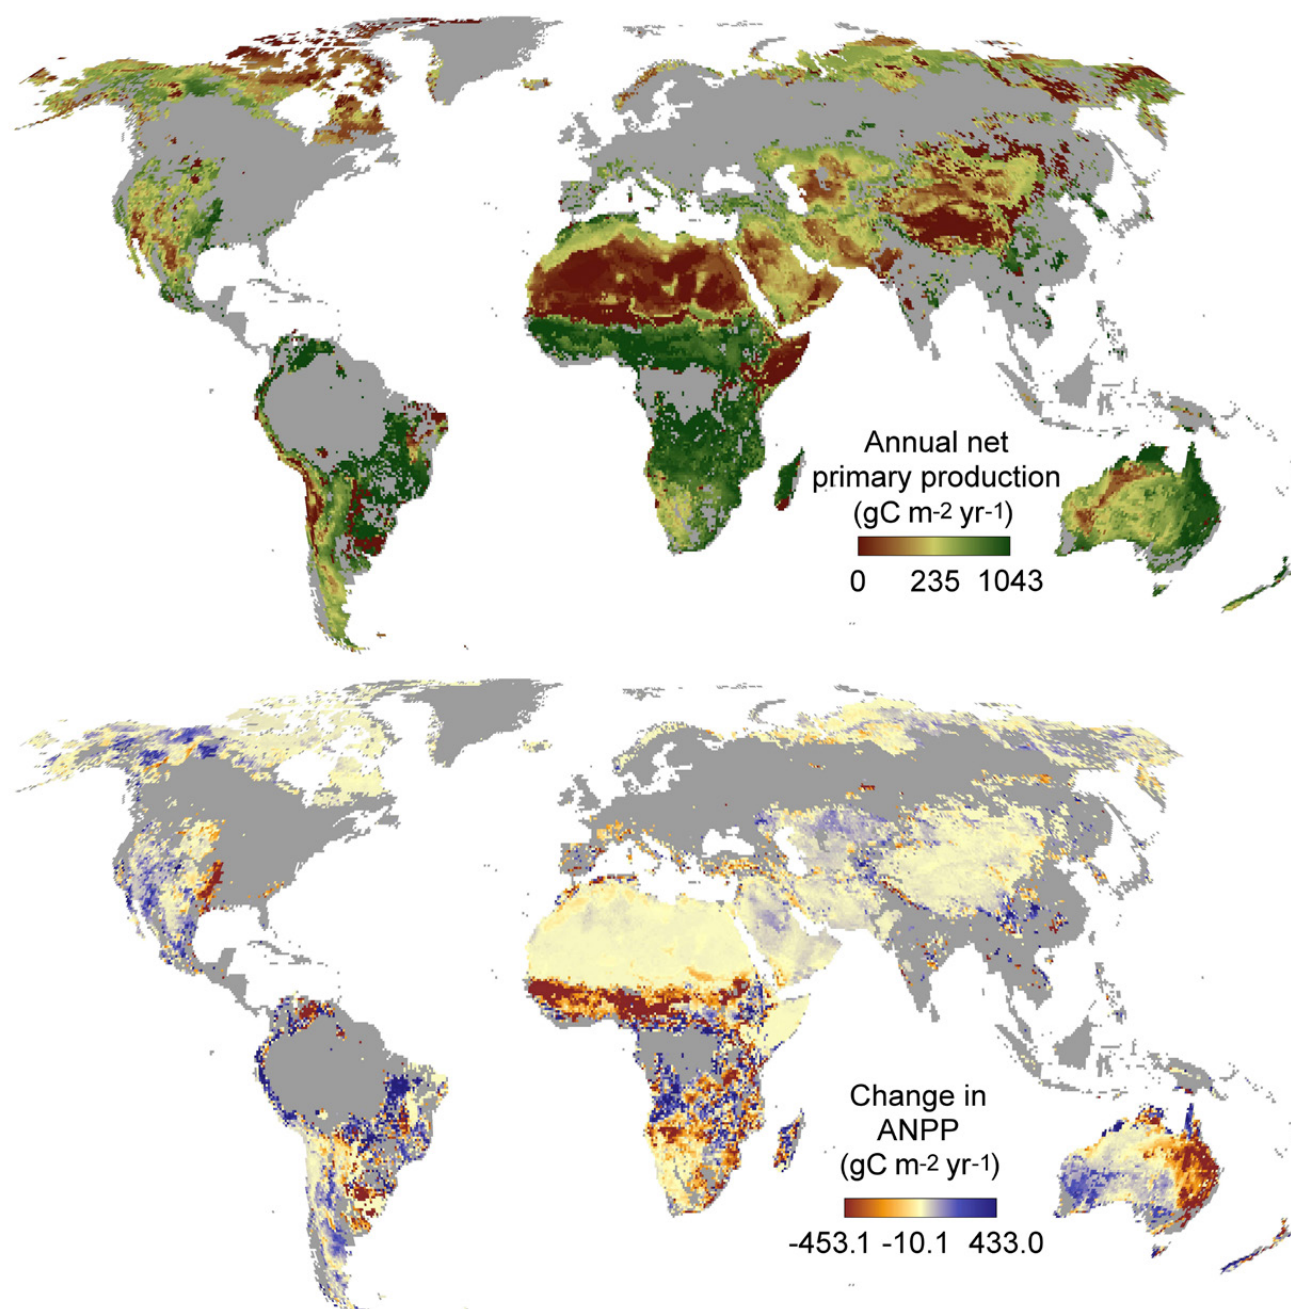 Annual net
primary production
(gC m-2 yr-1)
0 235 1043
Change in
ANPP
(gC m-2 yr-1)
-453.1 -10.1 433.0